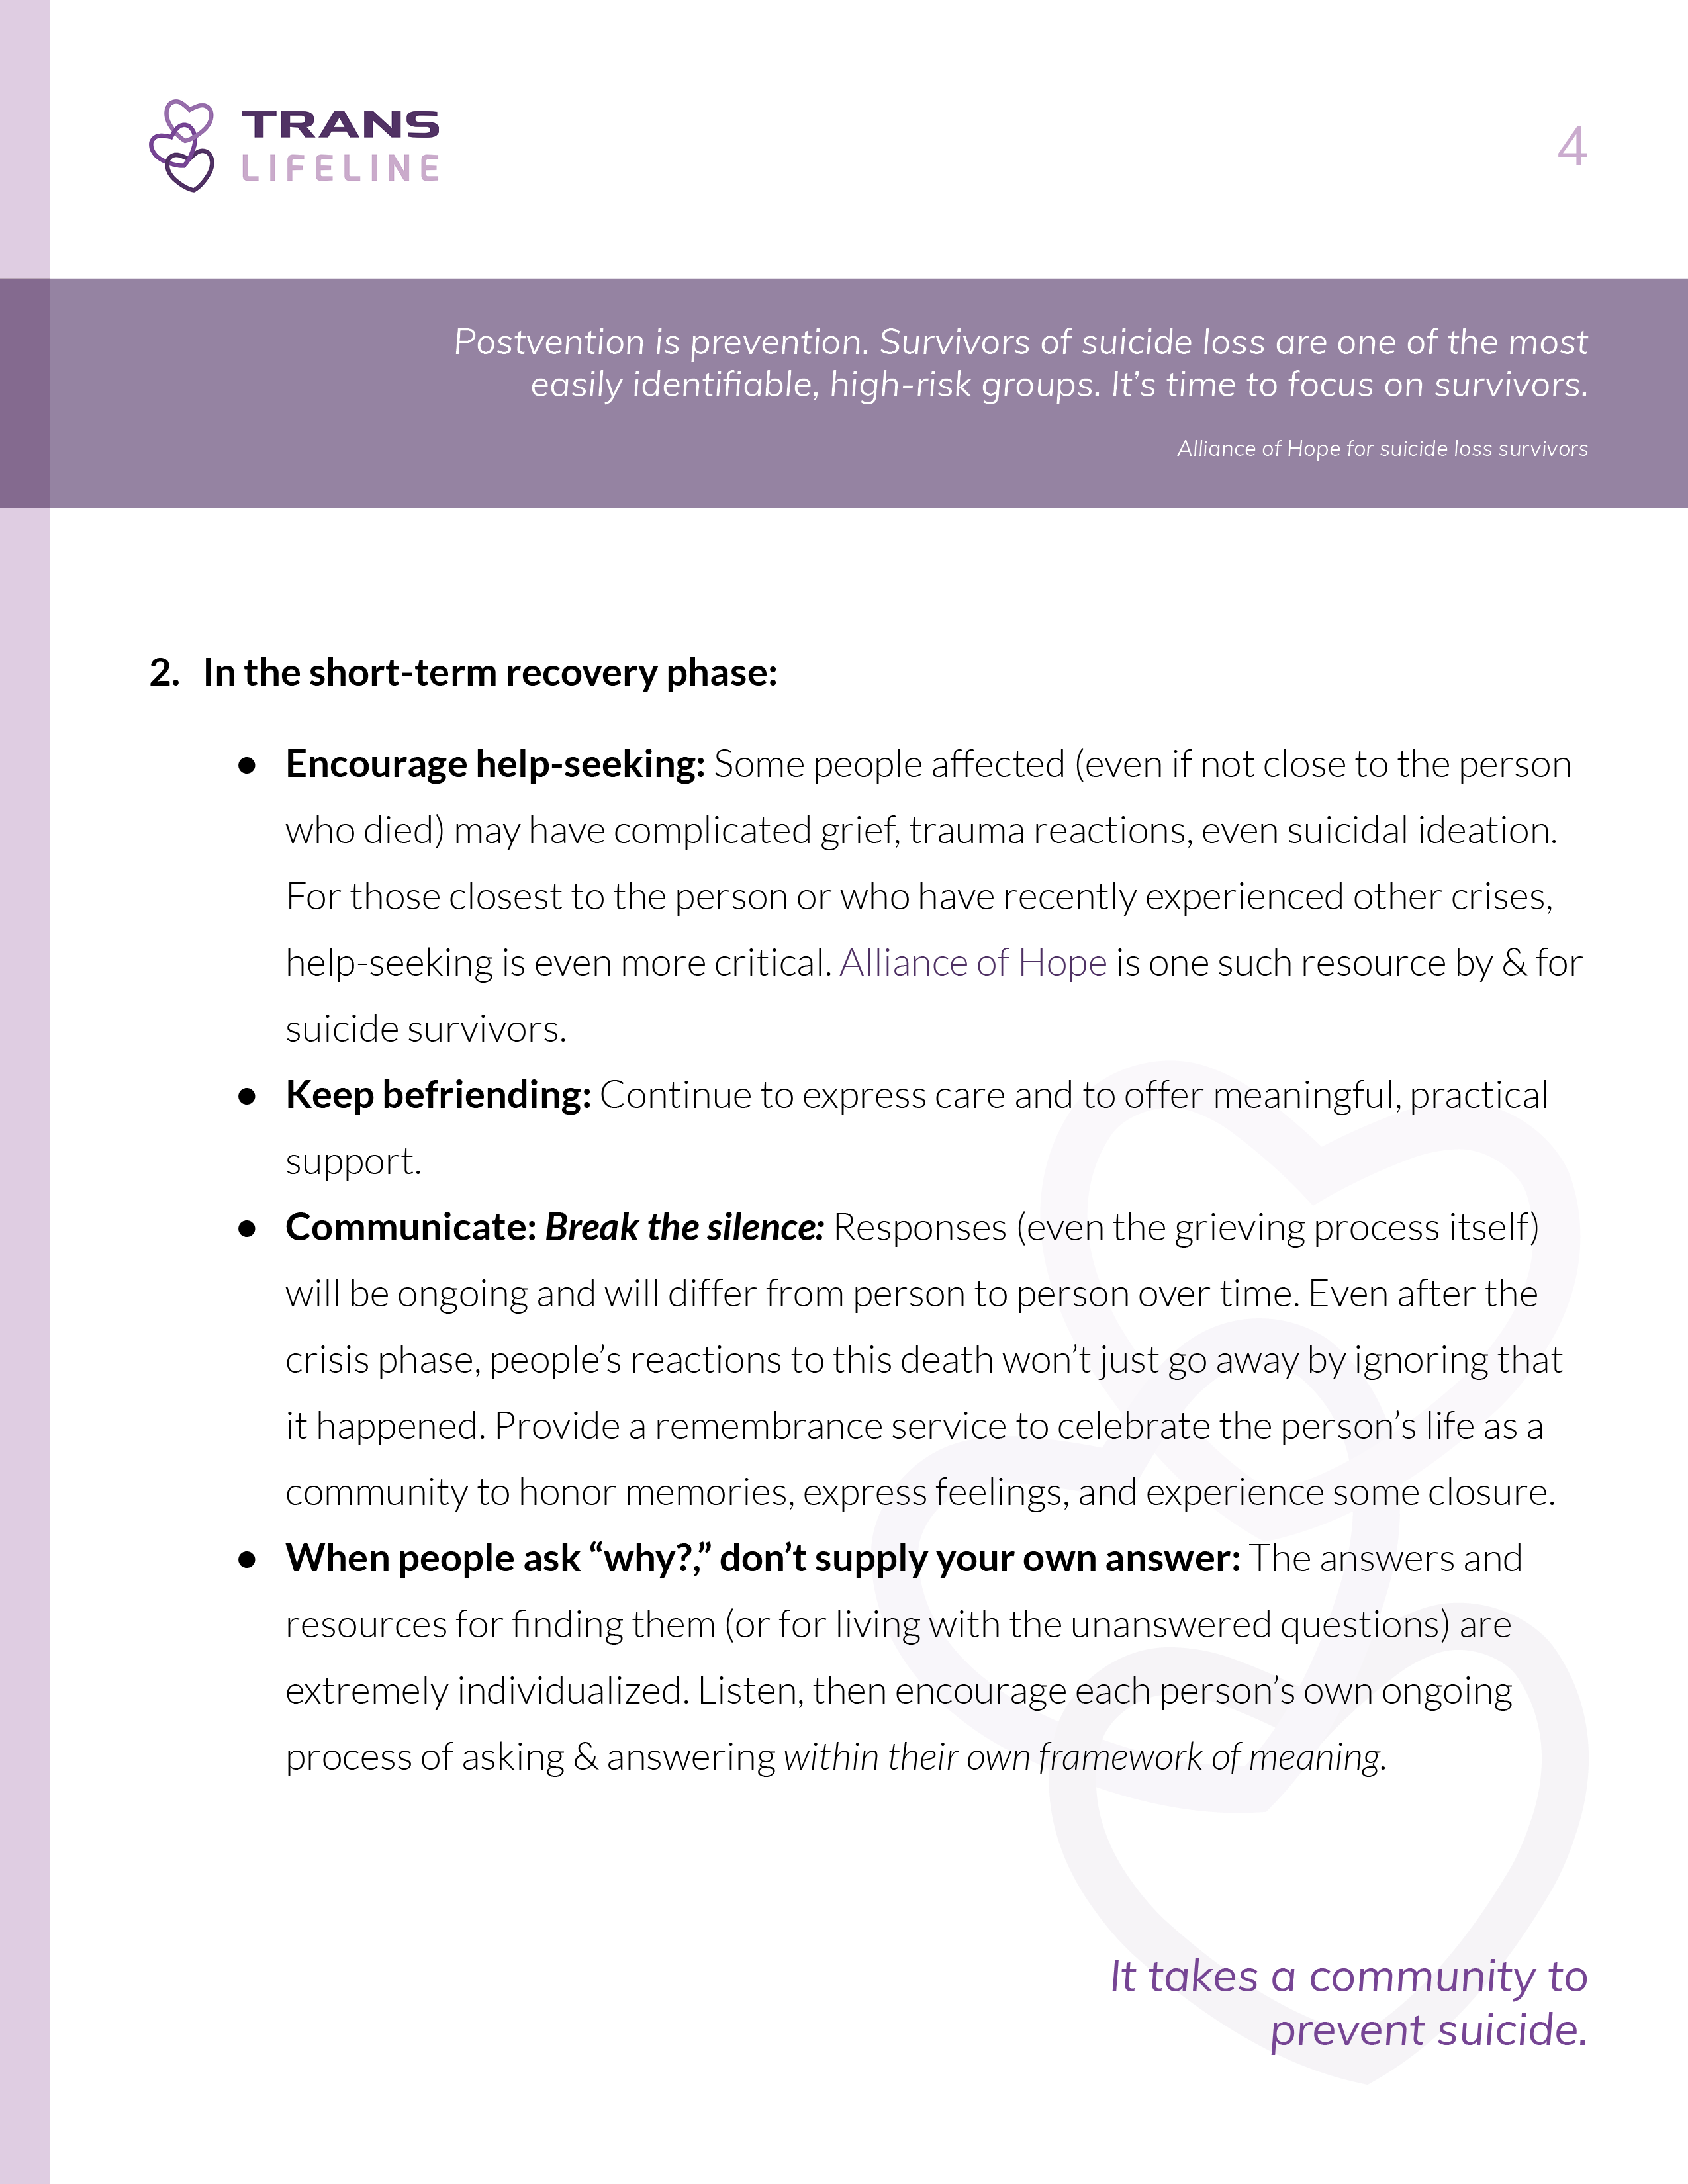 TRANS
LIFELINE
4
Postvention is prevention. Survivors of suicide loss are one of the most
easily identifiable, high-risk groups. It’s time to focus on survivors.
Alliance of Hope for suicide loss survivors
2. In the short-term recovery phase:
● Encourage help-seeking: Some people affected (even if not close to the person
who died) may have complicated grief, trauma reactions, even suicidal ideation.
For those closest to the person or who have recently experienced other crises,
help-seeking is even more critical. Alliance of Hope is one such resource by & for
suicide survivors.
● Keep befriending: Continue to express care and to offer meaningful, practical
support.
● Communicate: Break the silence: Responses (even the grieving process itself)
will be ongoing and will differ from person to person over time. Even after the
crisis phase, people’s reactions to this death won’t just go away by ignoring that
it happened. Provide a remembrance service to celebrate the person’s life as a
community to honor memories, express feelings, and experience some closure.
● When people ask “why?,” don’t supply your own answer: The answers and
resources for finding them (or for living with the unanswered questions) are
extremely individualized. Listen, then encourage each person’s own ongoing
process of asking & answering within their own framework of meaning.
It takes a community to
prevent suicide.